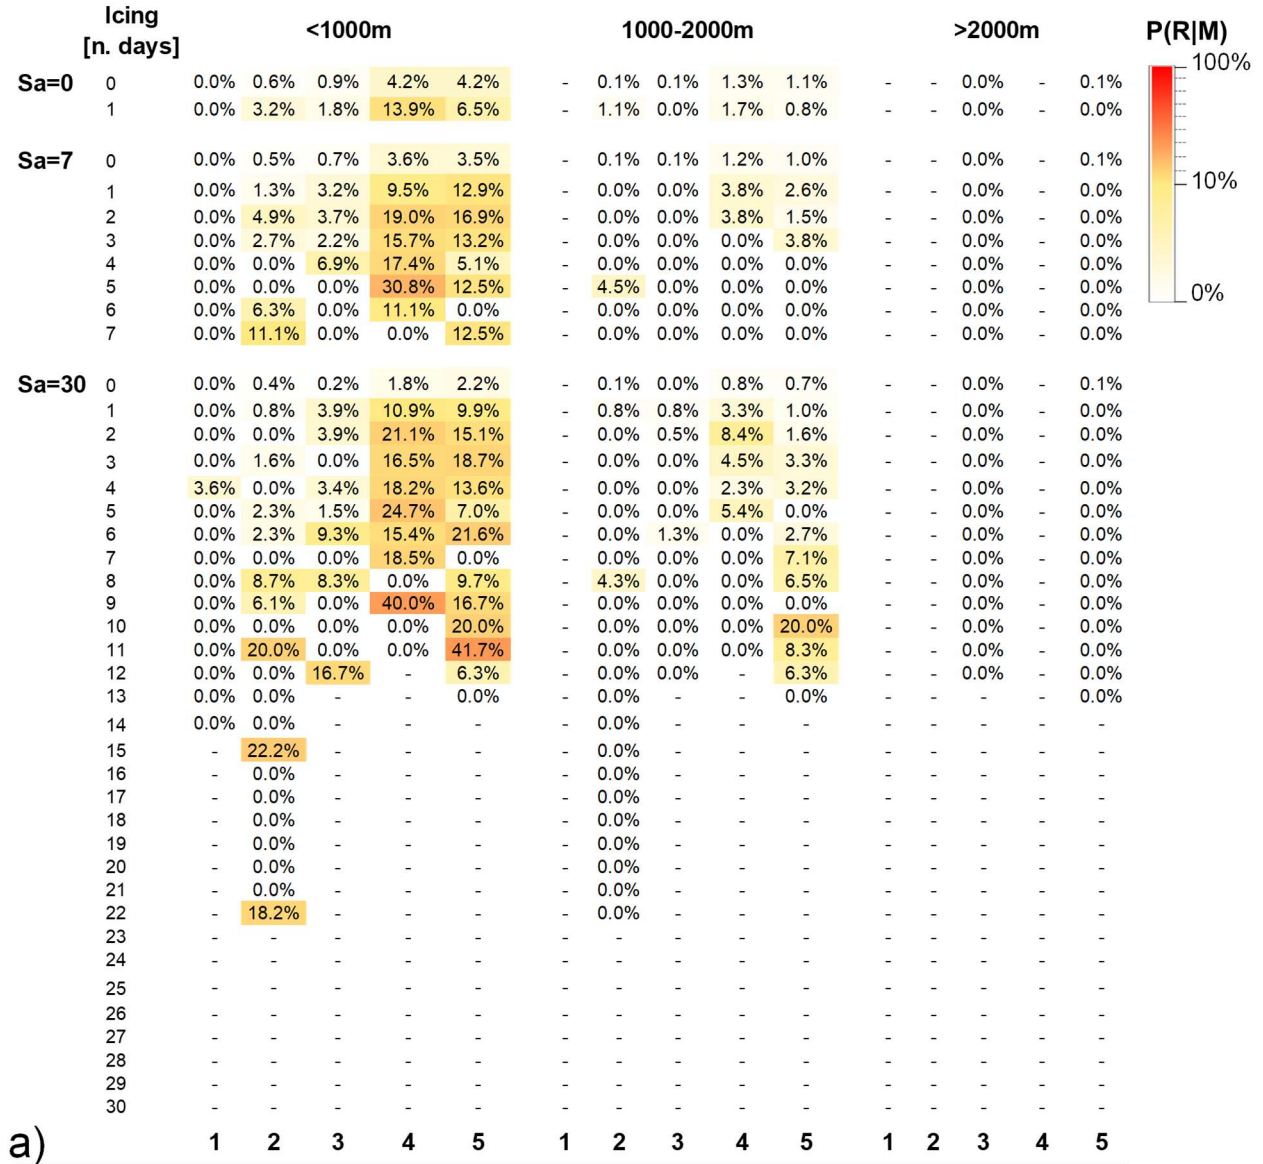 Icing
[n. days] <1000m 1000-2000m >2000m P(R|M)
100%
10%
0%
Sa=0 0 0.0% 0.6% 0.9% 4.2% 4.2% - 0.1% 0.1% 1.3% 1.1% - - 0.0% - 0.1%
1 0.0% 3.2% 1.8% 13.9% 6.5% - 1.1% 0.0% 1.7% 0.8% - - 0.0% - 0.0%
Sa=7 0 0.0% 0.5% 0.7% 3.6% 3.5% - 0.1% 0.1% 1.2% 1.0% - - 0.0% - 0.1%
1 0.0% 1.3% 3.2% 9.5% 12.9% - 0.0% 0.0% 3.8% 2.6% - - 0.0% - 0.0%
2 0.0% 4.9% 3.7% 19.0% 16.9% - 0.0% 0.0% 3.8% 1.5% - - 0.0% - 0.0%
3 0.0% 2.7% 2.2% 15.7% 13.2% - 0.0% 0.0% 0.0% 3.8% - - 0.0% - 0.0%
4 0.0% 0.0% 6.9% 17.4% 5.1% - 0.0% 0.0% 0.0% 0.0% - - 0.0% - 0.0%
5 0.0% 0.0% 0.0% 30.8% 12.5% - 4.5% 0.0% 0.0% 0.0% - - 0.0% - 0.0%
6 0.0% 6.3% 0.0% 11.1% 0.0% - 0.0% 0.0% 0.0% 0.0% - - 0.0% - 0.0%
7 0.0% 11.1% 0.0% 0.0% 12.5% - 0.0% 0.0% 0.0% 0.0% - - 0.0% - 0.0%
Sa=30 0 0.0% 0.4% 0.2% 1.8% 2.2% - 0.1% 0.0% 0.8% 0.7% - - 0.0% - 0.1%
1 0.0% 0.8% 3.9% 10.9% 9.9% - 0.8% 0.8% 3.3% 1.0% - - 0.0% - 0.0%
2 0.0% 0.0% 3.9% 21.1% 15.1% - 0.0% 0.5% 8.4% 1.6% - - 0.0% - 0.0%
3 0.0% 1.6% 0.0% 16.5% 18.7% - 0.0% 0.0% 4.5% 3.3% - - 0.0% - 0.0%
4 3.6% 0.0% 3.4% 18.2% 13.6% - 0.0% 0.0% 2.3% 3.2% - - 0.0% - 0.0%
5 0.0% 2.3% 1.5% 24.7% 7.0% - 0.0% 0.0% 5.4% 0.0% - - 0.0% - 0.0%
6 0.0% 2.3% 9.3% 15.4% 21.6% - 0.0% 1.3% 0.0% 2.7% - - 0.0% - 0.0%
7 0.0% 0.0% 0.0% 18.5% 0.0% - 0.0% 0.0% 0.0% 7.1% - - 0.0% - 0.0%
8 0.0% 8.7% 8.3% 0.0% 9.7% - 4.3% 0.0% 0.0% 6.5% - - 0.0% - 0.0%
9 0.0% 6.1% 0.0% 40.0% 16.7% - 0.0% 0.0% 0.0% 0.0% - - 0.0% - 0.0%
10 0.0% 0.0% 0.0% 0.0% 20.0% - 0.0% 0.0% 0.0% 20.0% - - 0.0% - 0.0%
11 0.0% 20.0% 0.0% 0.0% 41.7% - 0.0% 0.0% 0.0% 8.3% - - 0.0% - 0.0%
12 0.0% 0.0% 16.7% - 6.3% - 0.0% 0.0% - 6.3% - - 0.0% - 0.0%
13 0.0% 0.0% - - 0.0% - 0.0% - - 0.0% - - - - 0.0%
14 0.0% 0.0% - - - - 0.0% - - - - - - - -
15 - 22.2% - - - - 0.0% - - - - - - - -
16 - 0.0% - - - - 0.0% - - - - - - - -
17 - 0.0% - - - - 0.0% - - - - - - - -
18 - 0.0% - - - - 0.0% - - - - - - - -
19 - 0.0% - - - - 0.0% - - - - - - - -
20 - 0.0% - - - - 0.0% - - - - - - - -
21 - 0.0% - - - - 0.0% - - - - - - - -
22 - 18.2% - - - - 0.0% - - - - - - - -
23 - - - - - - - - - - - - - - -
24 - - - - - - - - - - - - - - -
25 - - - - - - - - - - - - - - -
26 - - - - - - - - - - - - - - -
27 - - - - - - - - - - - - - - -
28 - - - - - - - - - - - - - - -
29 - - - - - - - - - - - - - - -
30 - - - - - - - - - - - - - - -
a) 1 2 3 4 5 1 2 3 4 5 1 2 3 4 5